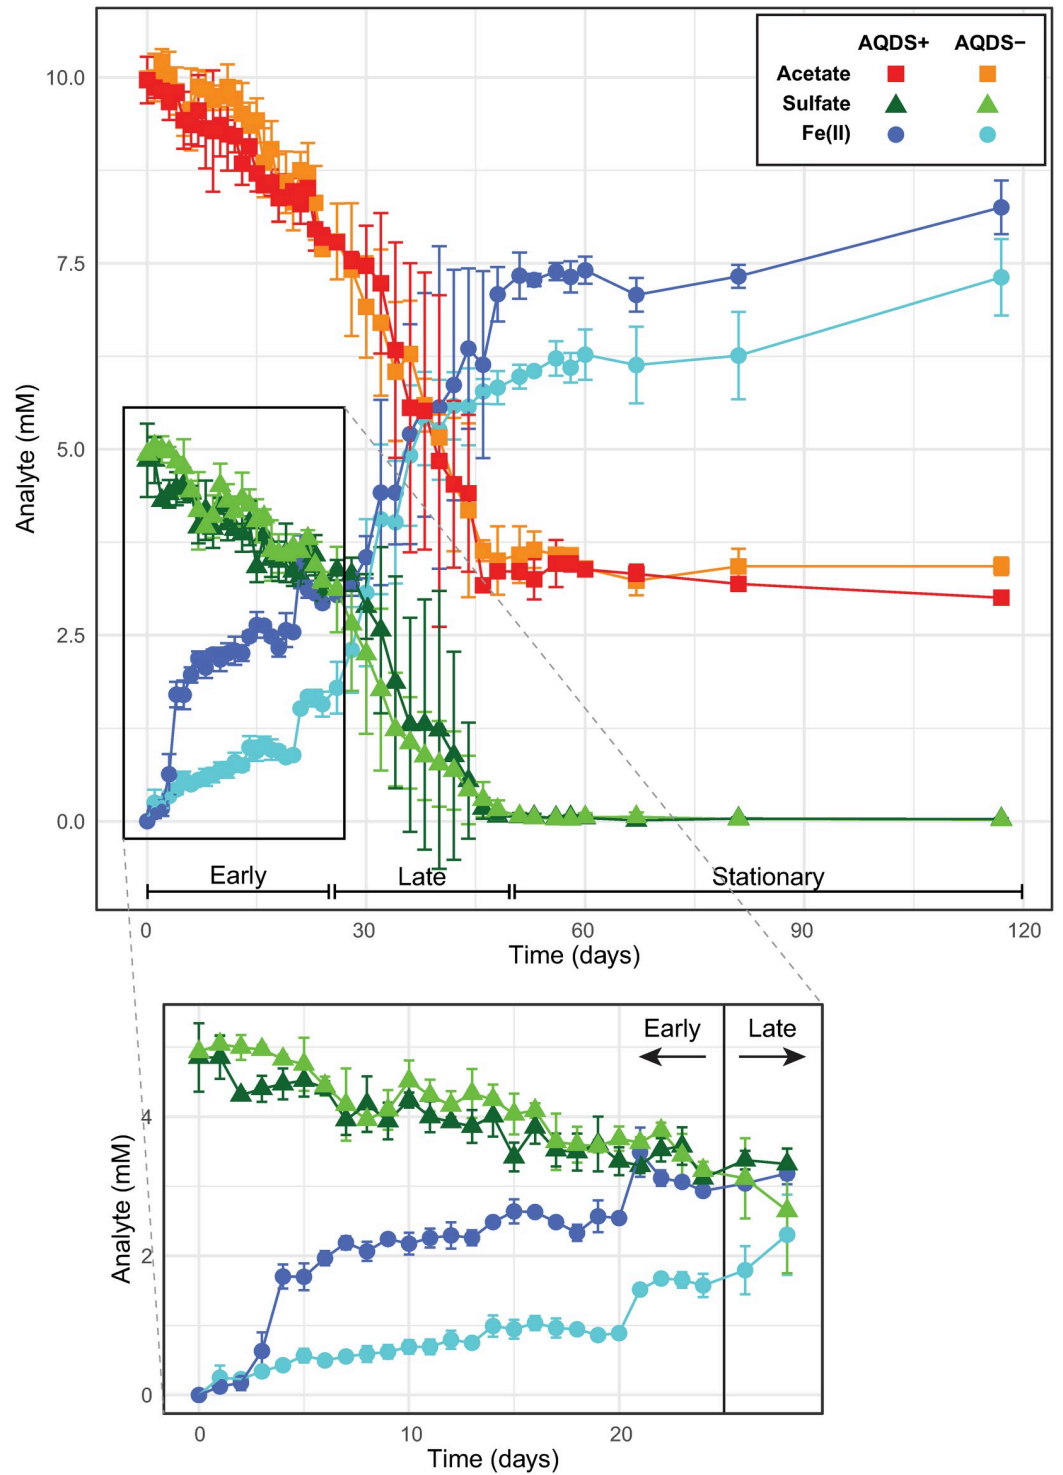 AQDS+ AQDS−
Acetate
Sulfate
Fe(II)
10.0
7.5
5.0
2.5
0.0
Analyte (mM)
Early Late Stationary
0 30 60 90 120
Time (days)
Early Late
4
2
0
Analyte (mM)
0 10 20
Time (days)